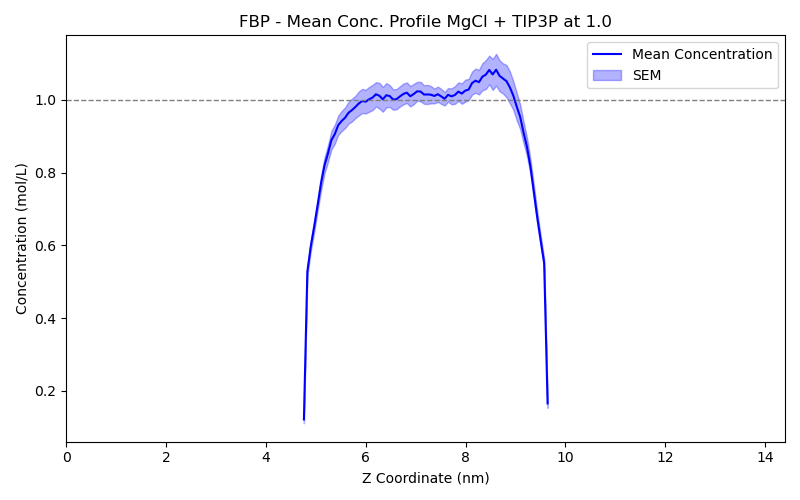 FBP - Mean Conc. Profile MgCl + TIP3P at 1.0
Mean Concentration
SEM
Concentration (mol/L)
1.0
0.8
0.6
0.4
0.2
0 2 4 6 8 10 12 14
Z Coordinate (nm)